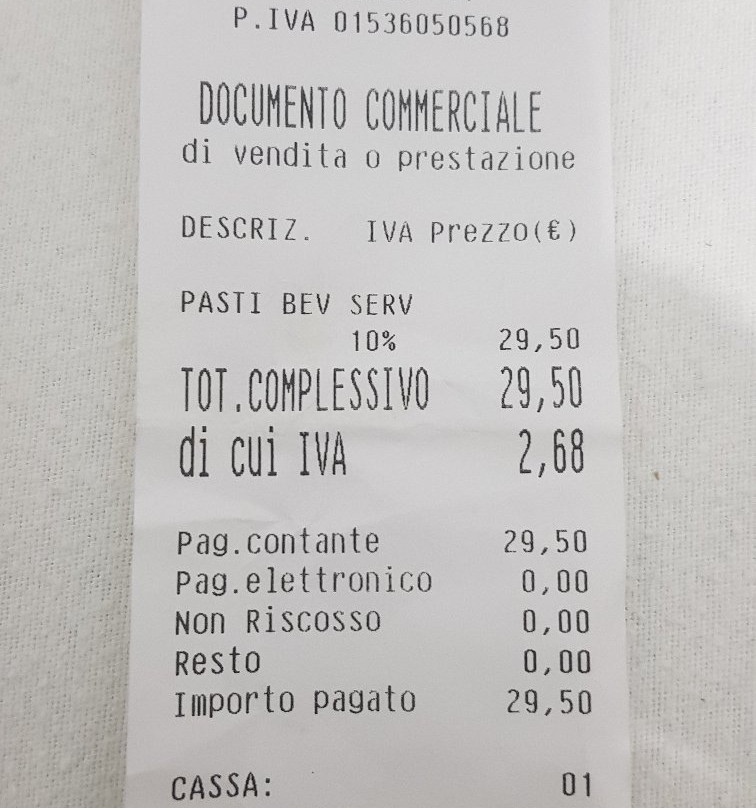 P.IVA 01536050568
DOCUMENTO COMMERCIALE
di vendita o prestazione
DESCRIZ. IVA Prezzo(€)
PASTI BEV SERV
10% 29,50
TOT.COMPLESSIVO 29,50
di cui IVA 2,68
Pag.contante 29,50
Pag.elettronico 0,00
Non Riscosso 0,00
Resto 0,00
Importo pagato 29,50
CASSA: 01